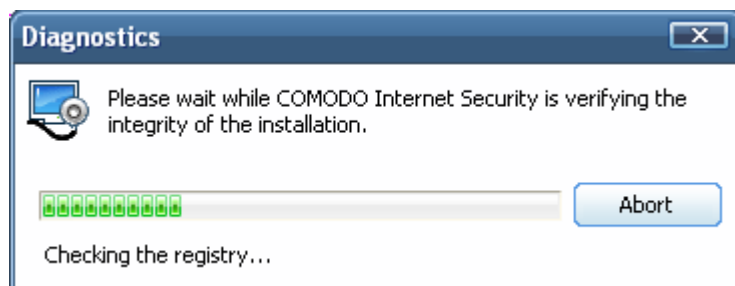 Diagnostics
Please wait while COMODO Internet Security is verifying the
integrity of the installation.
Abort
Checking the registry...